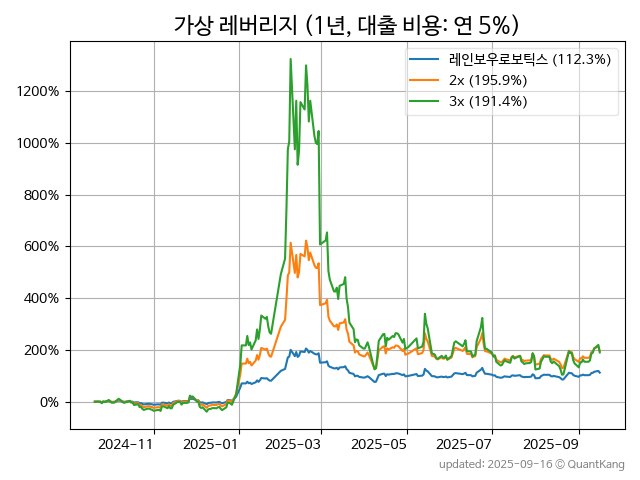 가상 레버리지 (1년, 대출 비용: 연 5%)
레인보우로보틱스 (112.3%)
2x (195.9%)
3x (191.4%)
1200%
1000%
800%
600%
400%
200%
0%
2024-11 2025-01 2025-03 2025-05 2025-07 2025-09
updated: 2025-09-16 © QuantKang